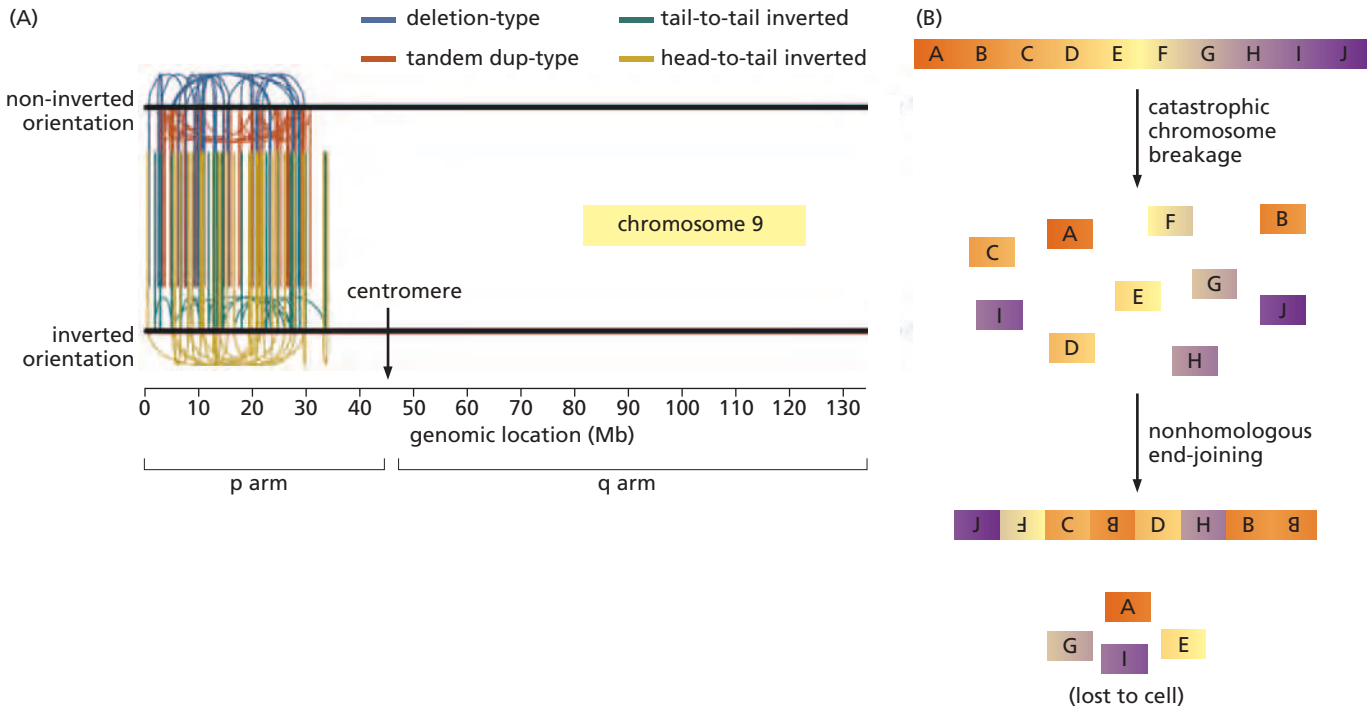 (A)
deletion-type
tail-to-tail inverted
tandem dup-type
head-to-tail inverted
non-inverted
orientation
chromosome 9
centromere
inverted
orientation
0 10 20 30 40 50 60 70 80 90 100 110 120 130
genomic location (Mb)
p arm
q arm
(B)
A B C D E F G H I J
catastrophic
chromosome
breakage
A
F
B
C
G
E
I
J
D
H
nonhomologous
end-joining
J F C B D H B B
A
G
I
E
(lost to cell)